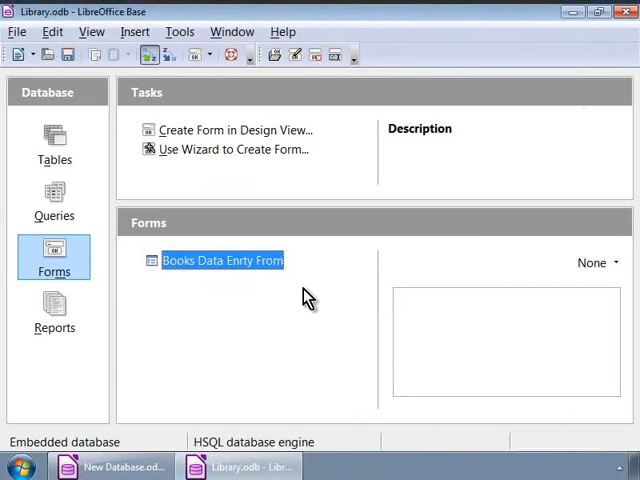 Library.odb - LibreOffice Base
File Edit View Insert Tools Window Help
Database
Tables
Queries
Forms
Reports
Tasks
Create Form in Design View...
Use Wizard to Create Form...
Description
Forms
Books Data Enrty From
None
Embedded database HSQL database engine
New Database.od... Library.odb - Libr...